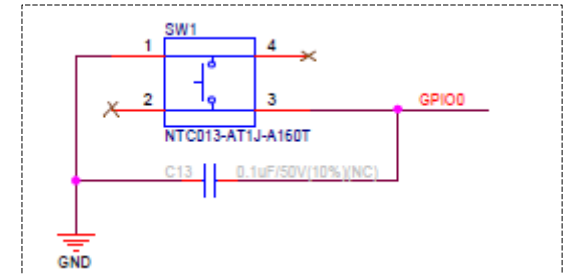 SW1
1
4
2
3
GPIO0
NTC013-AT1J-A160T
C13
0.1uF/50V(10%)(NC)
GND